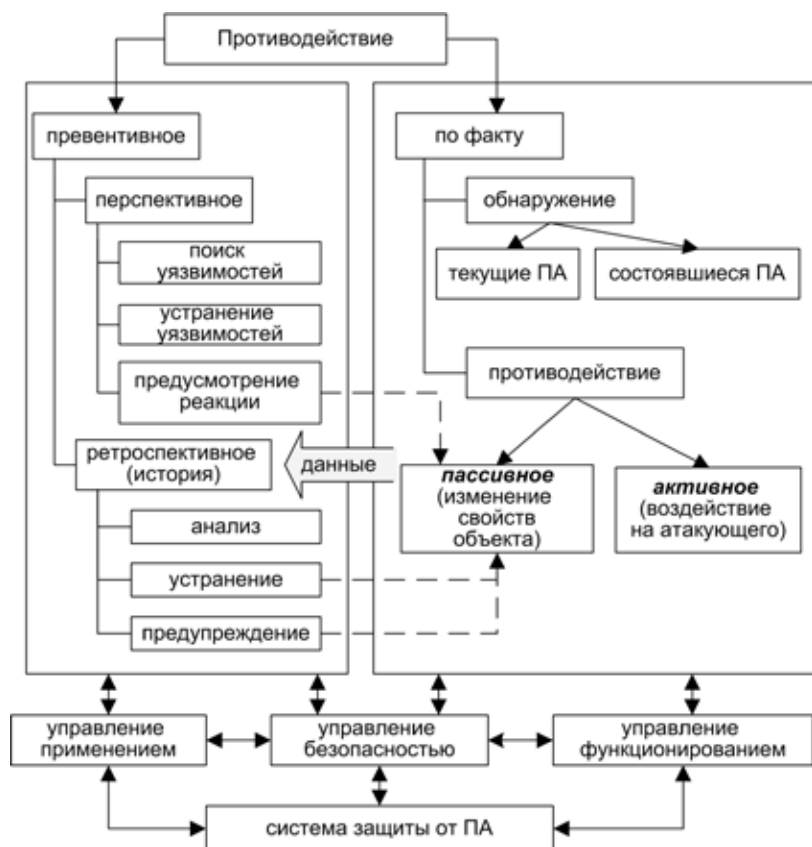 Противодействие
превентивное
по факту
перспективное
обнаружение
поиск
уязвимостей
текущие ПА
состоявшиеся ПА
устранение
уязвимостей
предусмотрение
реакции
противодействие
ретроспективное
(история)
данные
пассивное
(изменение
свойств
объекта)
активное
(воздействие
на атакующего)
анализ
устранение
предупреждение
управление
применением
управление
безопасностью
управление
функционированием
система защиты от ПА